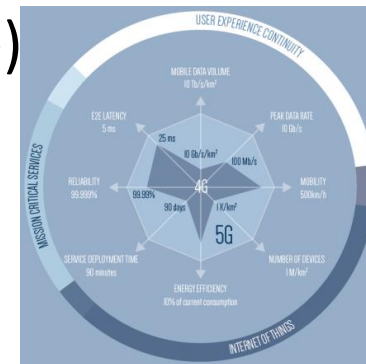 )
USER EXPERIENCE CONTINUITY
MOBILE DATA VOLUME
10 Tb/s/km²
E2E LATENCY
5 ms
PEAK DATA RATE
10 Gb/s
25 ms
10 Gb/s/km²
100 Mb/s
4G
RELIABILITY
99.999%
99.99%
MOBILITY
500km/h
90 days
1 K/km²
5G
MISSION CRITICAL SERVICES
SERVICE DEPLOYMENT TIME
90 minutes
NUMBER OF DEVICES
1 M/km²
ENERGY EFFICIENCY
10% of current consumption
INTERNET OF THINGS